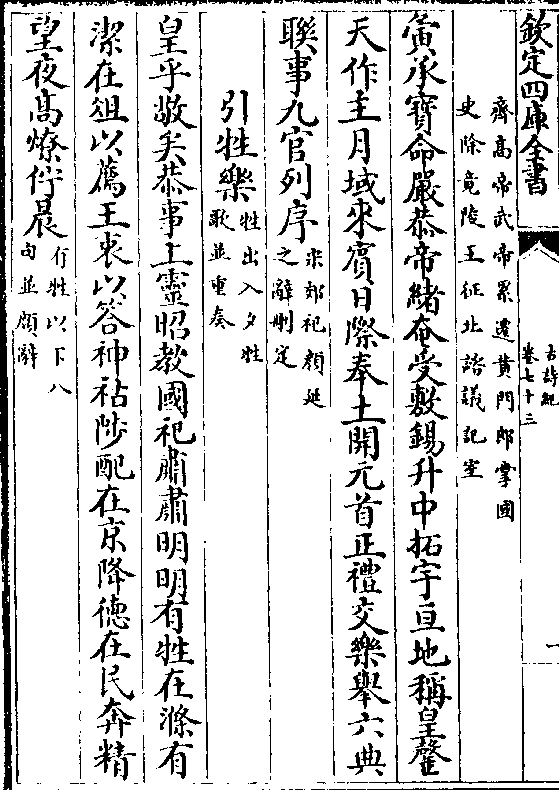 欽定四庫全書
古詩紀
卷七十三
一
齊高帝武帝累遷黃門郎掌國
史除竟陵王征北諮議記室
寅承寶命嚴恭帝緒奄受敷錫升中拓宇亘地稱皇罄
天作主月域來賓日際奉土開元首正禮交樂舉六典
聨事九官列序宋郊祀顔延
之辭刪定
引牲樂牲出入夕牲
歌並重奏
皇乎敬矣恭事上靈昭教國祀肅肅明明有牲在滌有
潔在俎以薦王衷以答神祜陟配在京降德在民奔精
望夜高燎佇晨有牲以下八
句並顔辭